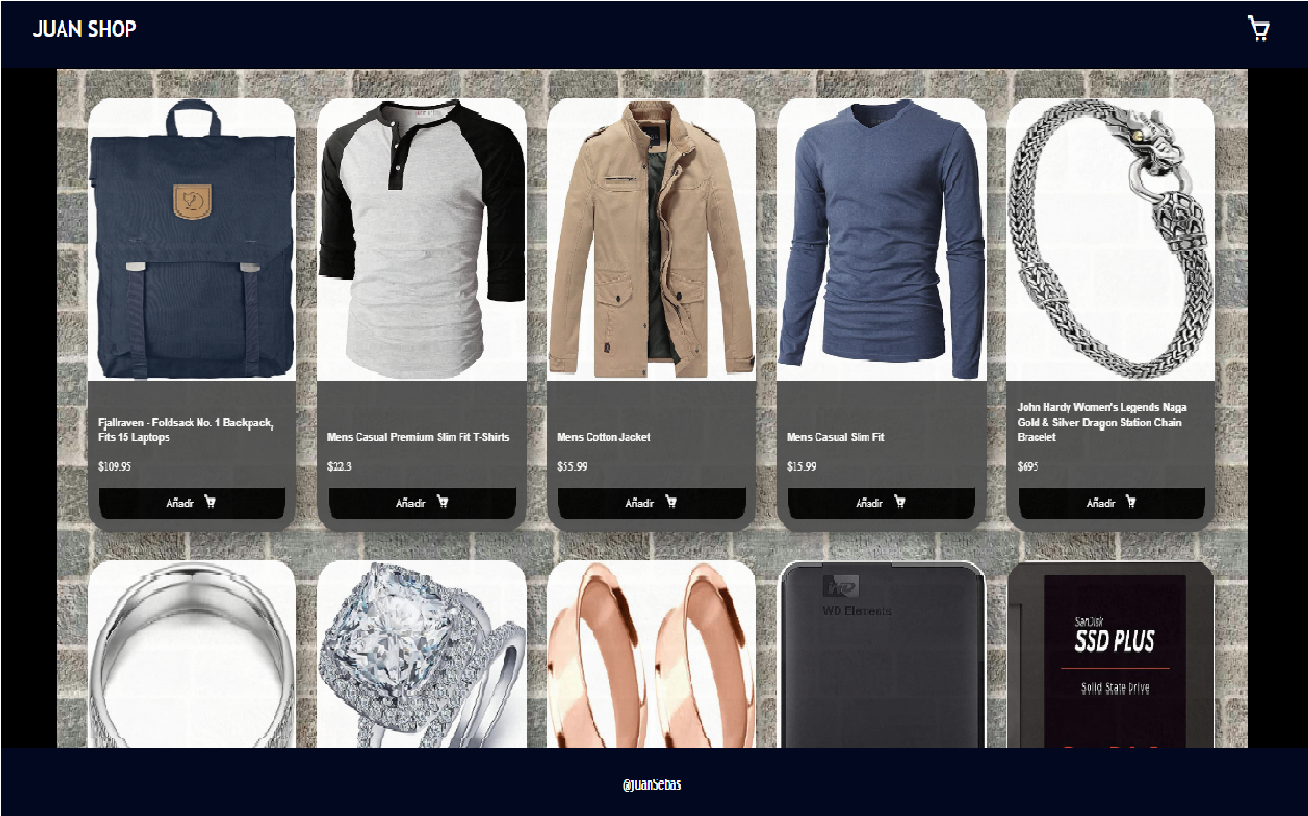 JUAN SHOP
Fjallraven - Foldsack No. 1 Backpack,
Fits 15 Laptops
$109.95
Añadir
Mens Casual Premium Slim Fit T-Shirts
$22.3
Añadir
Mens Cotton Jacket
$55.99
Añadir
Mens Casual Slim Fit
$15.99
Añadir
John Hardy Women's Legends Naga
Gold & Silver Dragon Station Chain
Bracelet
$695
Añadir
WD
WD Elements
SanDisk
SSD PLUS
Solid State Drive
@JuanSebas